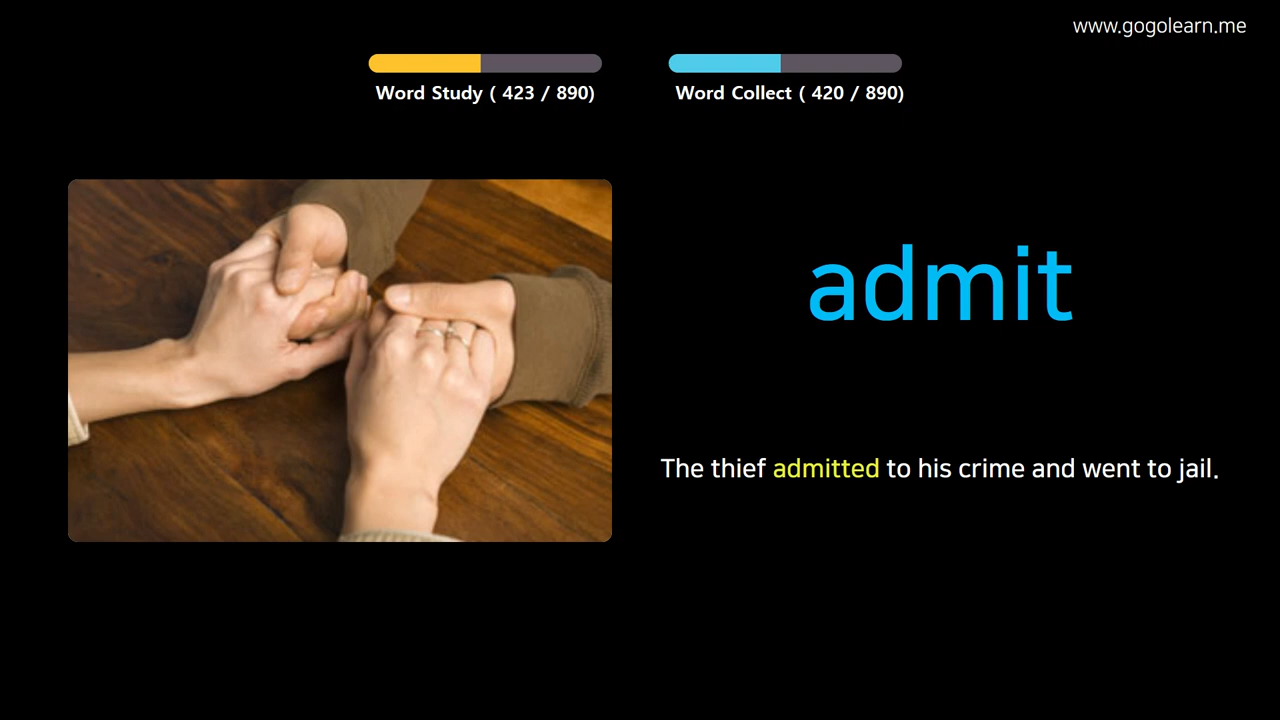 www.gogolearn.me
Word Study ( 423 / 890)
Word Collect ( 420 / 890)
admit
The thief admitted to his crime and went to jail.